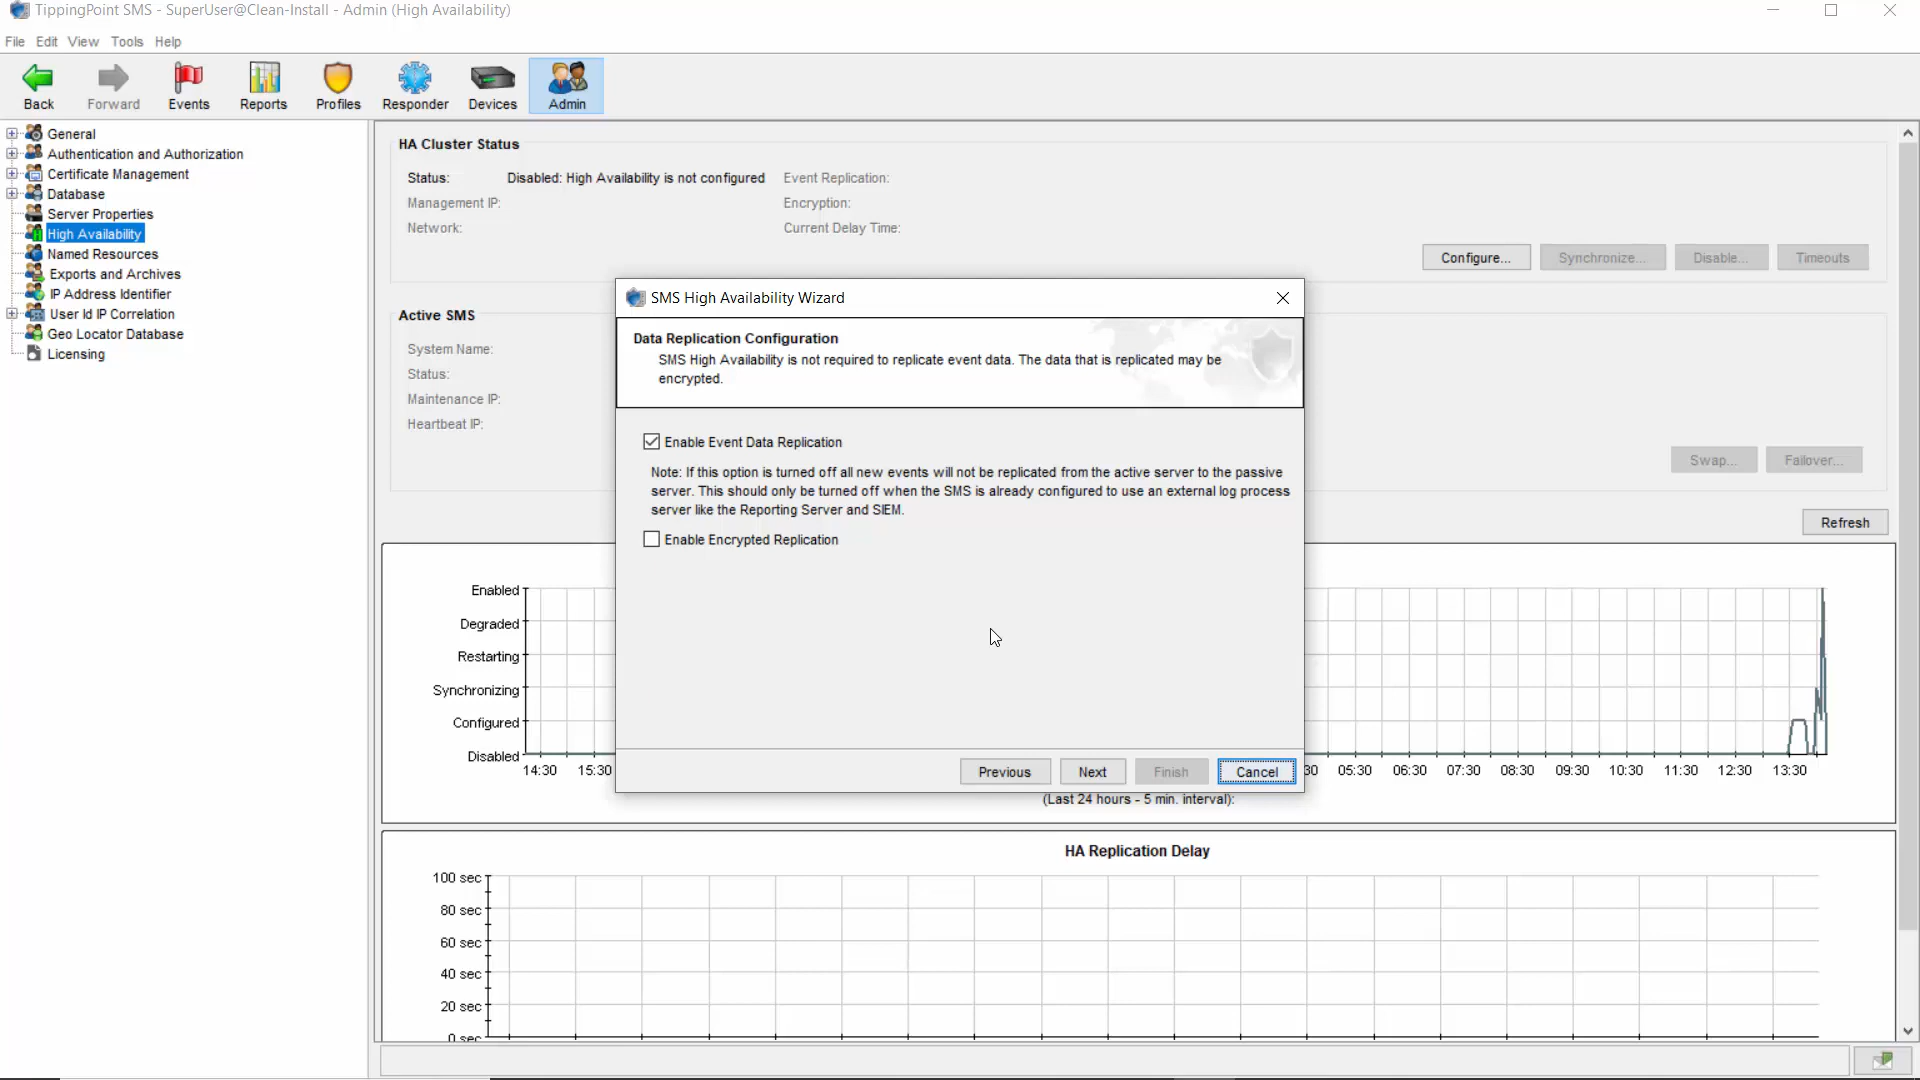 TippingPoint SMS - SuperUser@Clean-Install - Admin (High Availability)
File Edit View Tools Help
Back Forward Events Reports Profiles Responder Devices Admin
General
Authentication and Authorization
Certificate Management
Database
Server Properties
High Availability
Named Resources
Exports and Archives
IP Address Identifier
User Id IP Correlation
Geo Locator Database
Licensing
HA Cluster Status
Status: Disabled: High Availability is not configured Event Replication:
Management IP: Encryption:
Network: Current Delay Time:
Configure... Synchronize... Disable... Timeouts
Active SMS
System Name:
Status:
Maintenance IP:
Heartbeat IP:
Swap... Failover...
Refresh
SMS High Availability Wizard
Data Replication Configuration
SMS High Availability is not required to replicate event data. The data that is replicated may be
encrypted.
Enable Event Data Replication
Note: If this option is turned off all new events will not be replicated from the active server to the passive
server. This should only be turned off when the SMS is already configured to use an external log process
server like the Reporting Server and SIEM.
Enable Encrypted Replication
Previous Next Finish Cancel
Enabled
Degraded
Restarting
Synchronizing
Configured
Disabled
14:30 15:30 30 05:30 06:30 07:30 08:30 09:30 10:30 11:30 12:30 13:30
(Last 24 hours - 5 min. interval):
HA Replication Delay
100 sec
80 sec
60 sec
40 sec
20 sec
0 sec